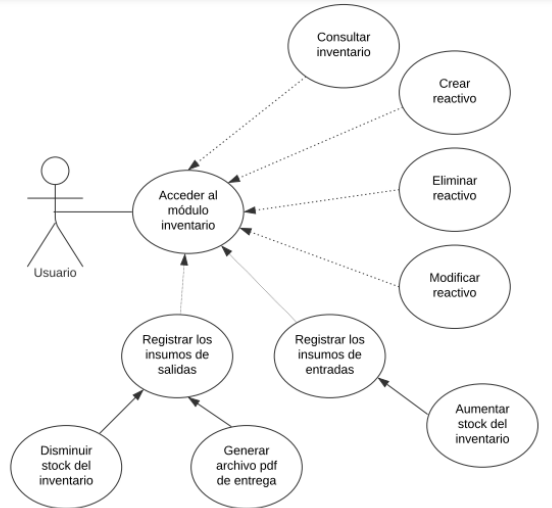 Consultar
inventario
Crear
reactivo
Eliminar
reactivo
Acceder al
módulo
inventario
Usuario
Modificar
reactivo
Registrar los
insumos de
salidas
Registrar los
insumos de
entradas
Aumentar
stock del
inventario
Disminuir
stock del
inventario
Generar
archivo pdf
de entrega